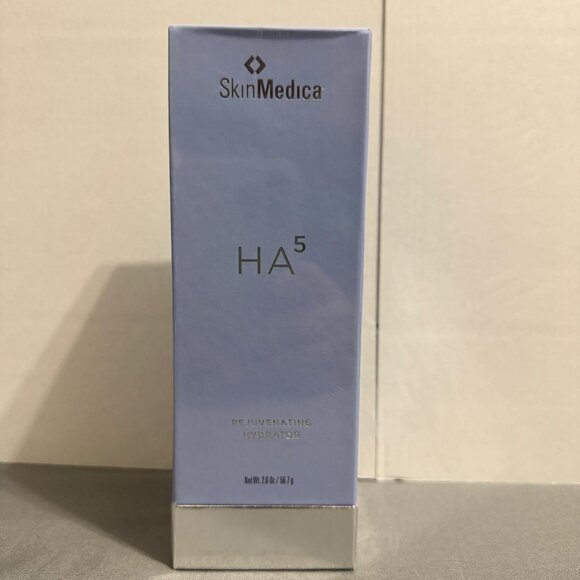 SkinMedica
HA⁵
REJUVENATING
HYDRATOR
Net Wt. 2.0 Oz. / 56.7 g